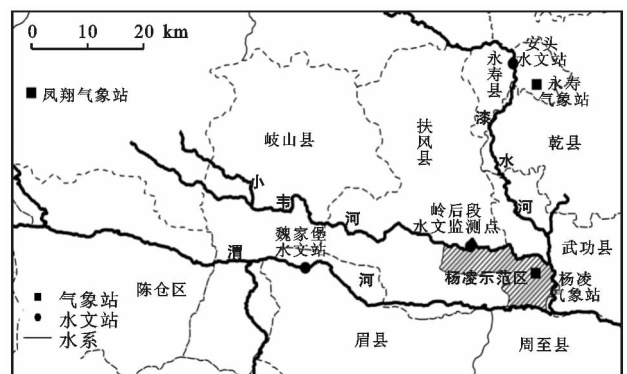 0 10 20 km
安头
水文站
永寿县
永寿
气象站
凤翔气象站
漆
水
河
乾县
扶风县
岐山县
小
韦
河
岭后段
水文监测点
武功县
魏家堡
水文站
渭
河
杨凌示范区
杨凌
气象站
陈仓区
气象站
水文站
水系
眉县
周至县